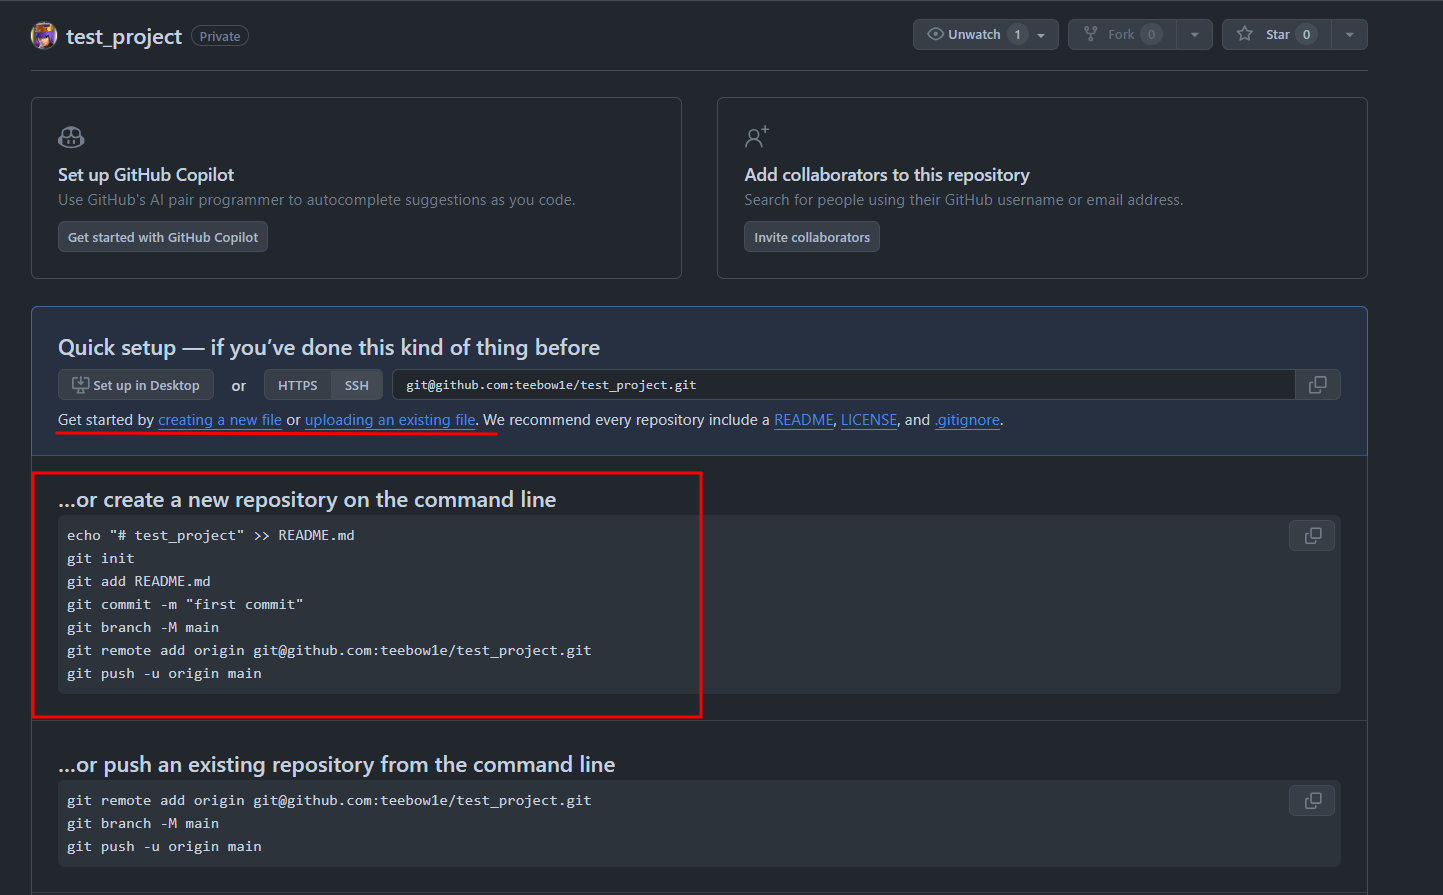 test_project Private
Unwatch 1
Fork 0
Star 0
Set up GitHub Copilot
Use GitHub's AI pair programmer to autocomplete suggestions as you code.
Get started with GitHub Copilot
Add collaborators to this repository
Search for people using their GitHub username or email address.
Invite collaborators
Quick setup — if you’ve done this kind of thing before
Set up in Desktop or HTTPS SSH git@github.com:teebow1e/test_project.git
Get started by creating a new file or uploading an existing file. We recommend every repository include a README, LICENSE, and .gitignore.
…or create a new repository on the command line
echo "# test_project" >> README.md
git init
git add README.md
git commit -m "first commit"
git branch -M main
git remote add origin git@github.com:teebow1e/test_project.git
git push -u origin main
…or push an existing repository from the command line
git remote add origin git@github.com:teebow1e/test_project.git
git branch -M main
git push -u origin main